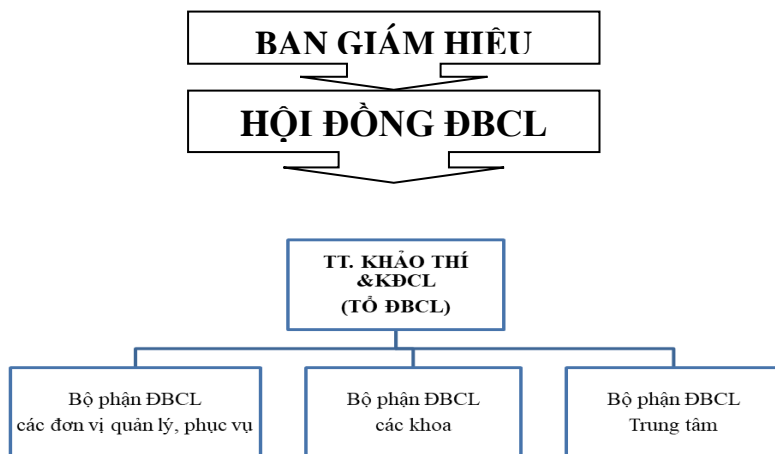 BAN GIÁM HIỆU
HỘI ĐỒNG ĐBCL
TT. KHẢO THÍ
&KĐCL
(TỔ ĐBCL)
Bộ phận ĐBCL
các đơn vị quản lý, phục vụ
Bộ phận ĐBCL
các khoa
Bộ phận ĐBCL
Trung tâm